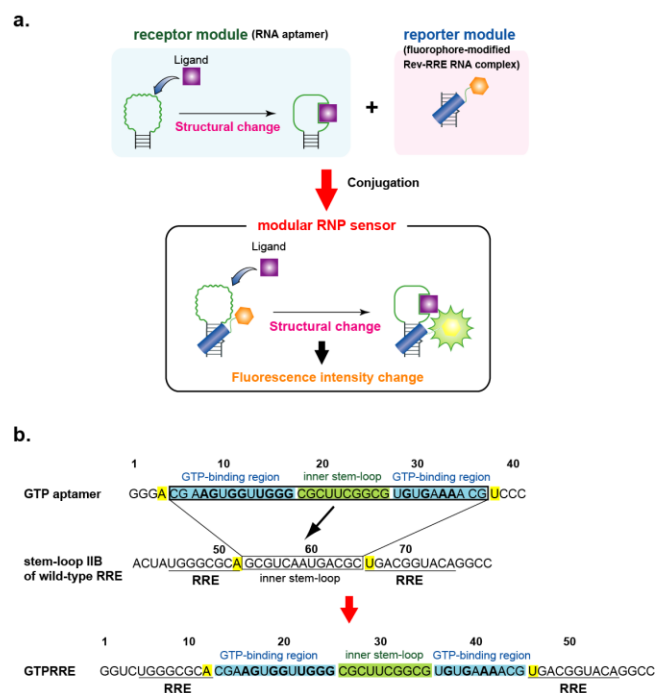 a.
receptor module (RNA aptamer)
reporter module
(fluorophore-modified
Rev-RRE RNA complex)
Ligand
Structural change
+
Conjugation
modular RNP sensor
Ligand
Structural change
Fluorescence intensity change
b.
1 10 20 30 40
GTP-binding region inner stem-loop GTP-binding region
GTP aptamer GGGACGAAGUGGUUGGGCGCUUCGGCGUGUGAAAACGUCCC
50 60 70
stem-loop IIB
of wild-type RRE
ACUAUGGGCGCAGCGUCAAUGACGCUGACGGUACAGGCC
RRE inner stem-loop RRE
1 10 20 30 40 50
GTP-binding region inner stem-loop GTP-binding region
GTPRRE GGUCUGGGCGCACGAAGUGGUUGGGCGCUUCGGCGUGUGAAAACGUGACGGUACAGGCC
RRE RRE